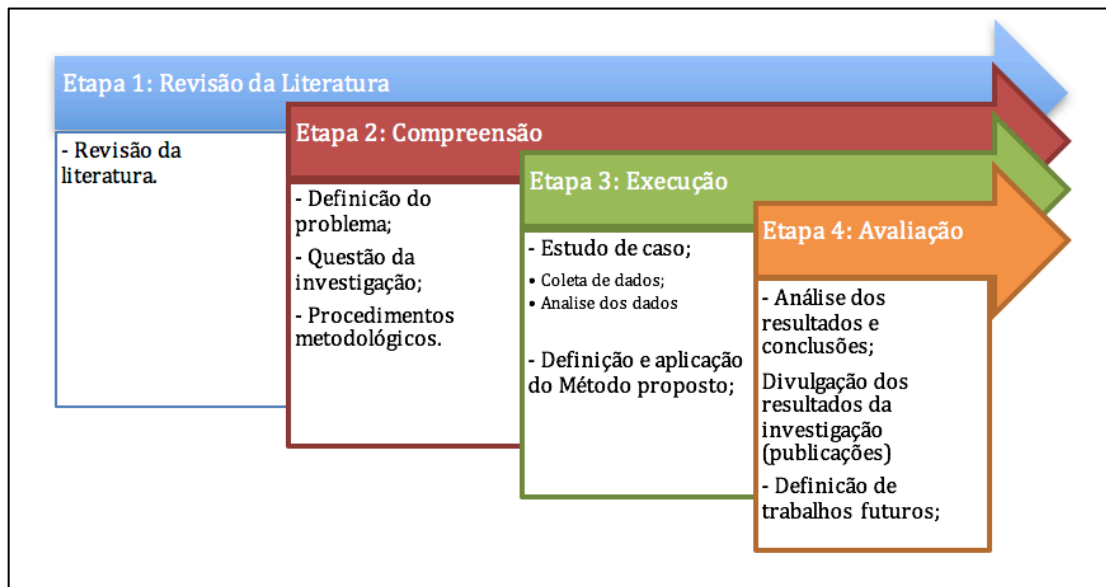 Etapa 1: Revisão da Literatura
- Revisão da
literatura.
Etapa 2: Compreensão
- Definicão do
problema;
- Questão da
investigação;
- Procedimentos
metodológicos.
Etapa 3: Execução
- Estudo de caso;
• Coleta de dados;
• Analise dos dados
- Definição e aplicação
do Método proposto;
Etapa 4: Avaliação
- Análise dos
resultados e
conclusões;
Divulgação dos
resultados da
investigação
(publicações)
- Definicão de
trabalhos futuros;